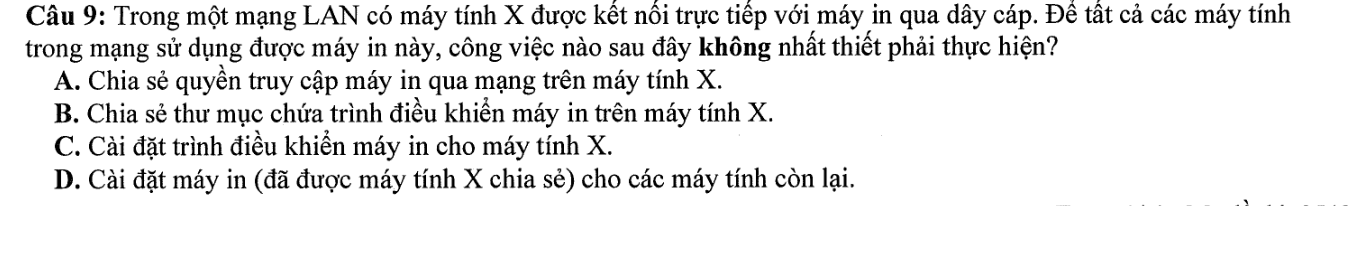 Câu 9: Trong một mạng LAN có máy tính X được kết nối trực tiếp với máy in qua dây cáp. Để tất cả các máy tính
trong mạng sử dụng được máy in này, công việc nào sau đây không nhất thiết phải thực hiện?
A. Chia sẻ quyền truy cập máy in qua mạng trên máy tính X.
B. Chia sẻ thư mục chứa trình điều khiển máy in trên máy tính X.
C. Cài đặt trình điều khiển máy in cho máy tính X.
D. Cài đặt máy in (đã được máy tính X chia sẻ) cho các máy tính còn lại.